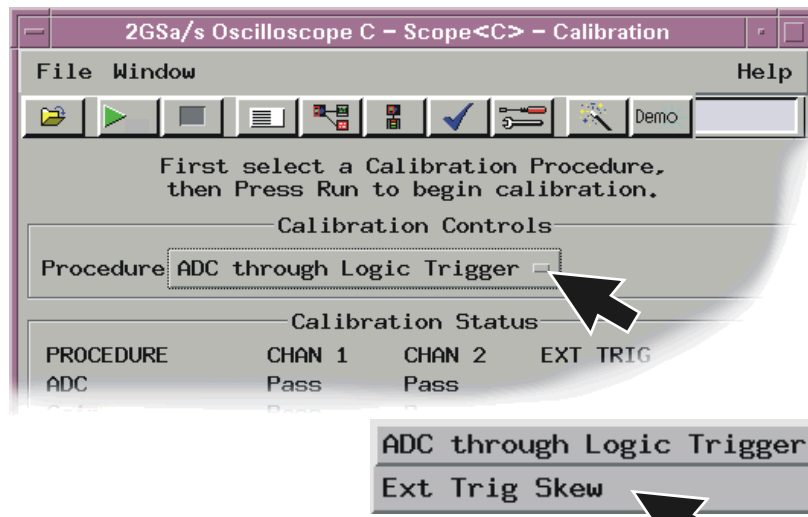 2GSa/s Oscilloscope C – Scope<C> – Calibration
File Window Help
Demo
First select a Calibration Procedure,
then Press Run to begin calibration.
Calibration Controls
Procedure ADC through Logic Trigger
Calibration Status
PROCEDURE CHAN 1 CHAN 2 EXT TRIG
ADC Pass Pass
ADC through Logic Trigger
Ext Trig Skew